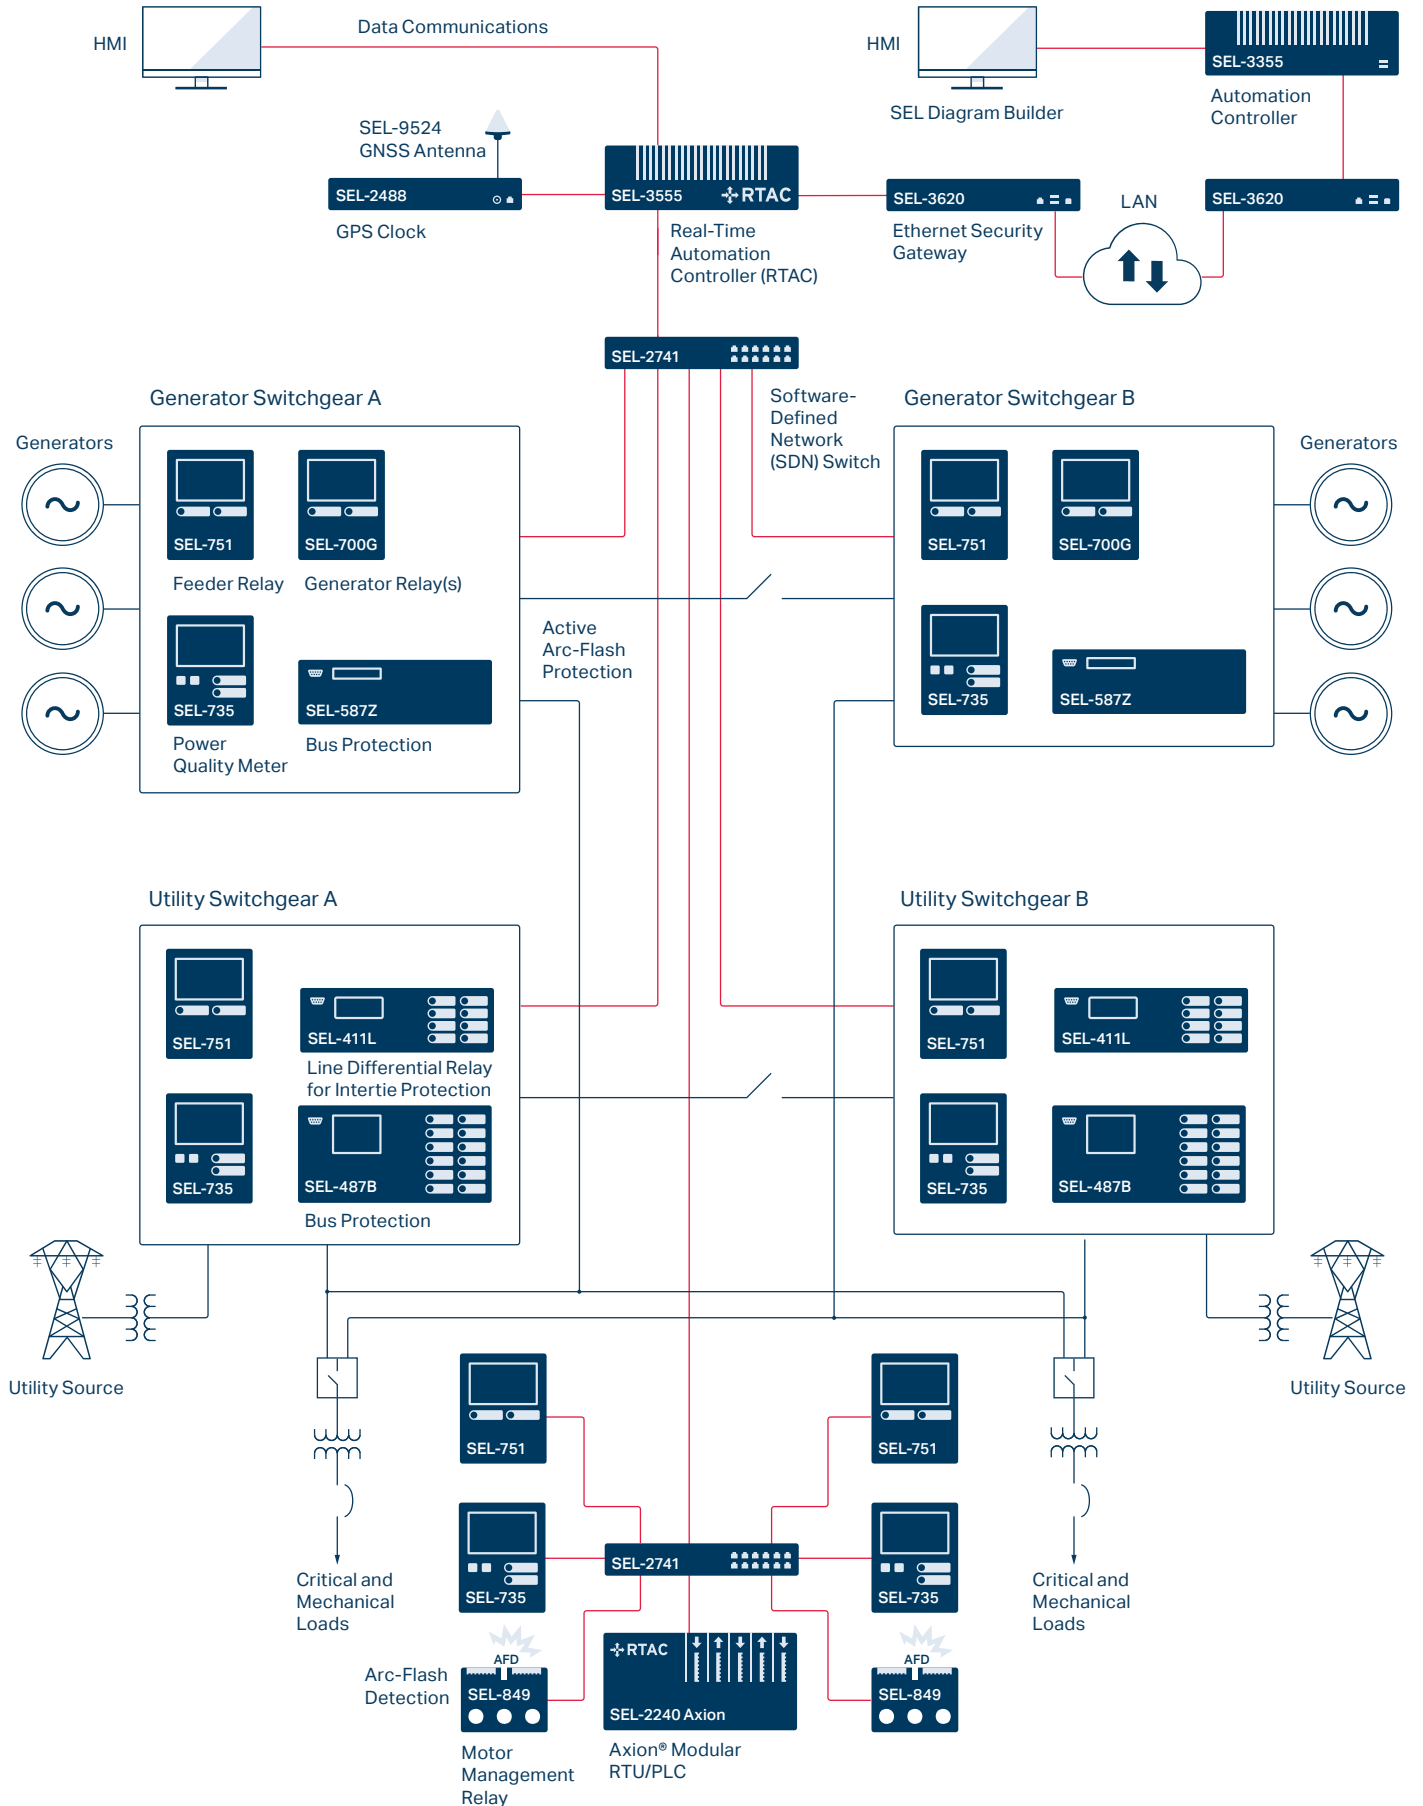 HMI
Data Communications
HMI
SEL Diagram Builder
SEL-3355
Automation
Controller
SEL-9524
GNSS Antenna
SEL-2488
GPS Clock
SEL-3555
RTAC
Real-Time
Automation
Controller (RTAC)
SEL-3620
Ethernet Security
Gateway
LAN
SEL-3620
SEL-2741
Software-
Defined
Network
(SDN) Switch
Generator Switchgear A
Generators
SEL-751
Feeder Relay
SEL-700G
Generator Relay(s)
SEL-735
Power
Quality Meter
SEL-587Z
Bus Protection
Active
Arc-Flash
Protection
Generator Switchgear B
Generators
SEL-751
SEL-700G
SEL-735
SEL-587Z
Utility Switchgear A
SEL-751
SEL-411L
Line Differential Relay
for Intertie Protection
SEL-735
SEL-487B
Bus Protection
Utility Switchgear B
SEL-751
SEL-411L
SEL-735
SEL-487B
Utility Source
Utility Source
SEL-751
SEL-751
SEL-735
SEL-2741
SEL-735
Critical and
Mechanical
Loads
Critical and
Mechanical
Loads
Arc-Flash
Detection
AFD
SEL-849
Motor
Management
Relay
RTAC
SEL-2240 Axion
Axion® Modular
RTU/PLC
AFD
SEL-849